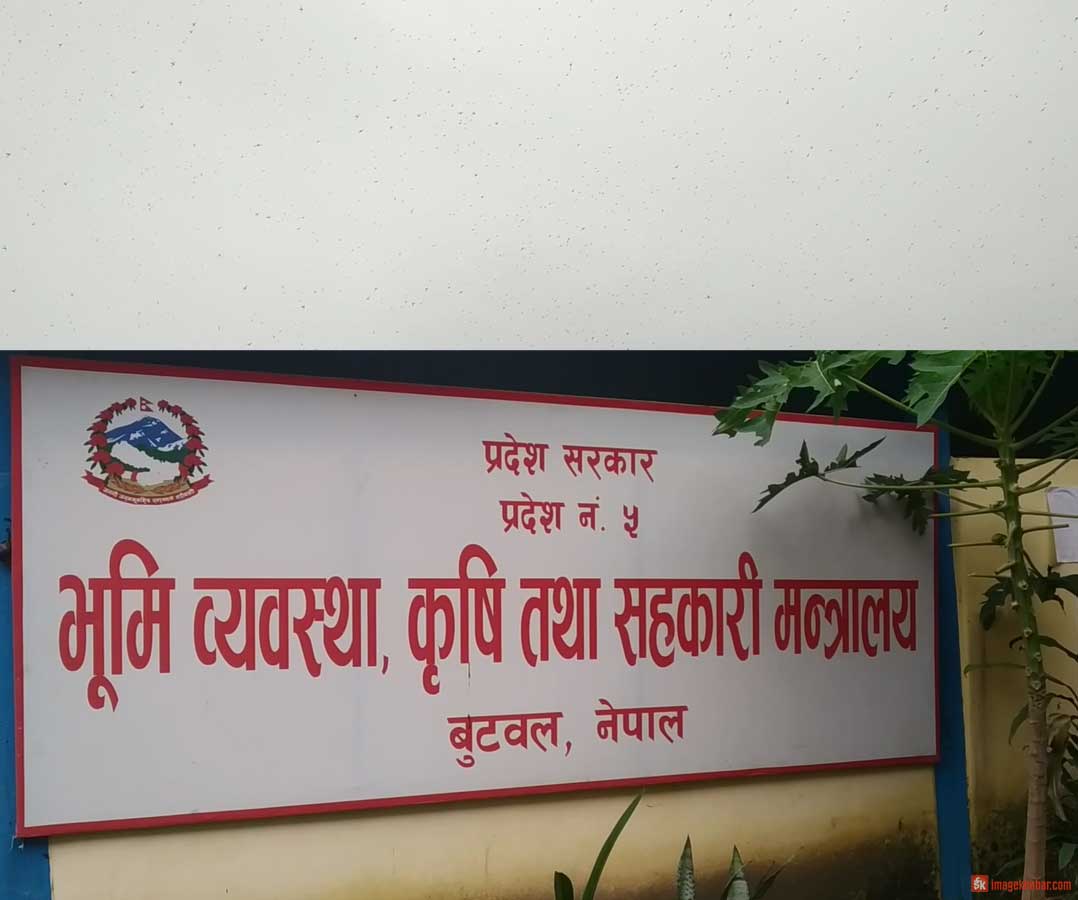 प्रदेश सरकार
प्रदेश नं. ५
भूमि व्यवस्था, कृषि तथा सहकारी मन्त्रालय
बुटवल, नेपाल
imagekhabar.com